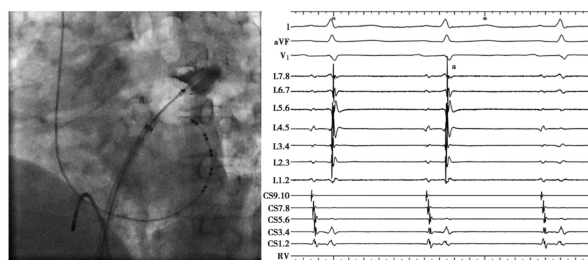 I
aVF
V1
a
L7.8
L6.7
L5.6
L4.5
L3.4
L2.3
L1.2
CS9.10
CS7.8
CS5.6
CS3.4
CS1.2
RV